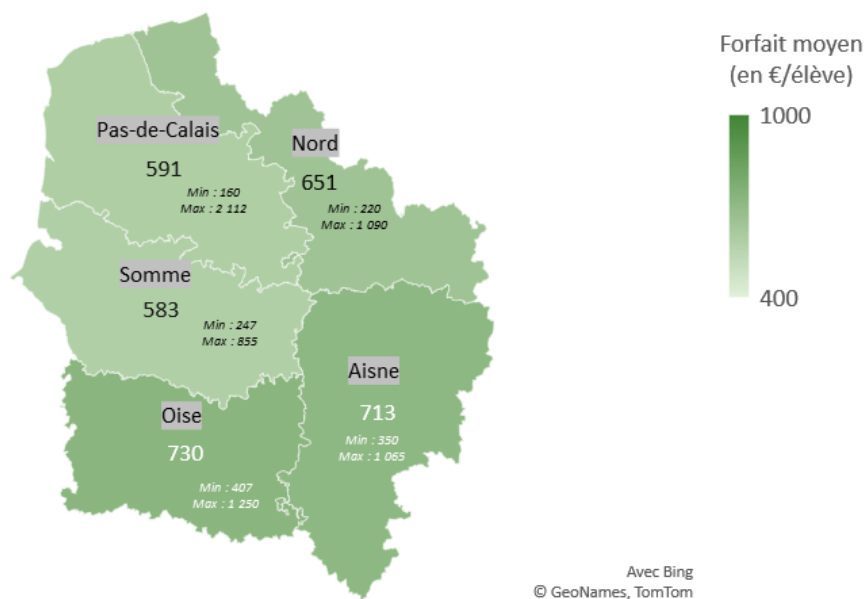 Forfait moyen
(en €/élève)
1000
400
Pas-de-Calais
591
Min : 160
Max : 2 112
Nord
651
Min : 220
Max : 1 090
Somme
583
Min : 247
Max : 855
Aisne
713
Min : 350
Max : 1 065
Oise
730
Min : 407
Max : 1 250
Avec Bing
© GeoNames, TomTom